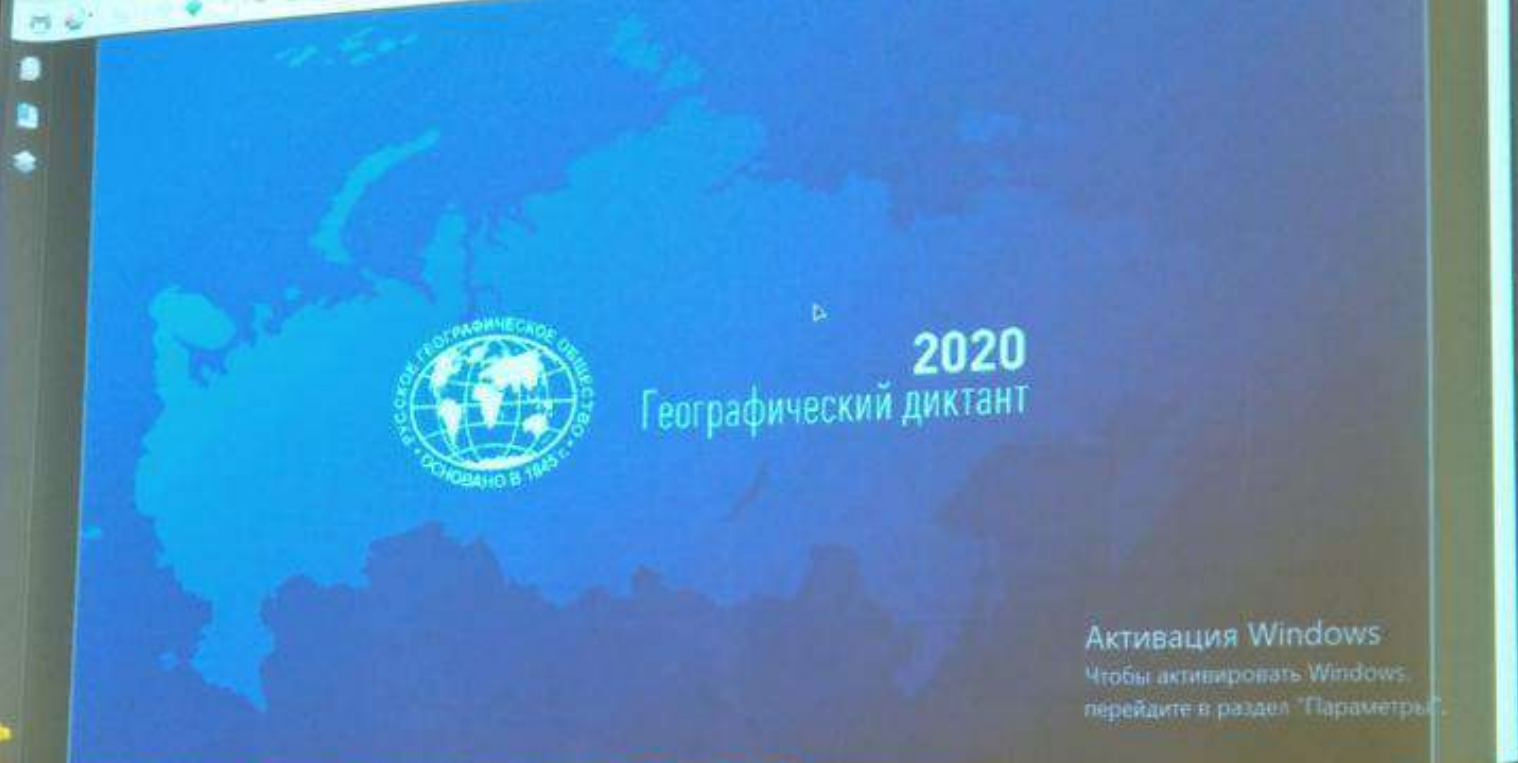 РУССКОЕ ГЕОГРАФИЧЕСКОЕ ОБЩЕСТВО
ОСНОВАНО В 1845 г.
2020
Географический диктант
Активация Windows
Чтобы активировать Windows,
перейдите в раздел "Параметры".